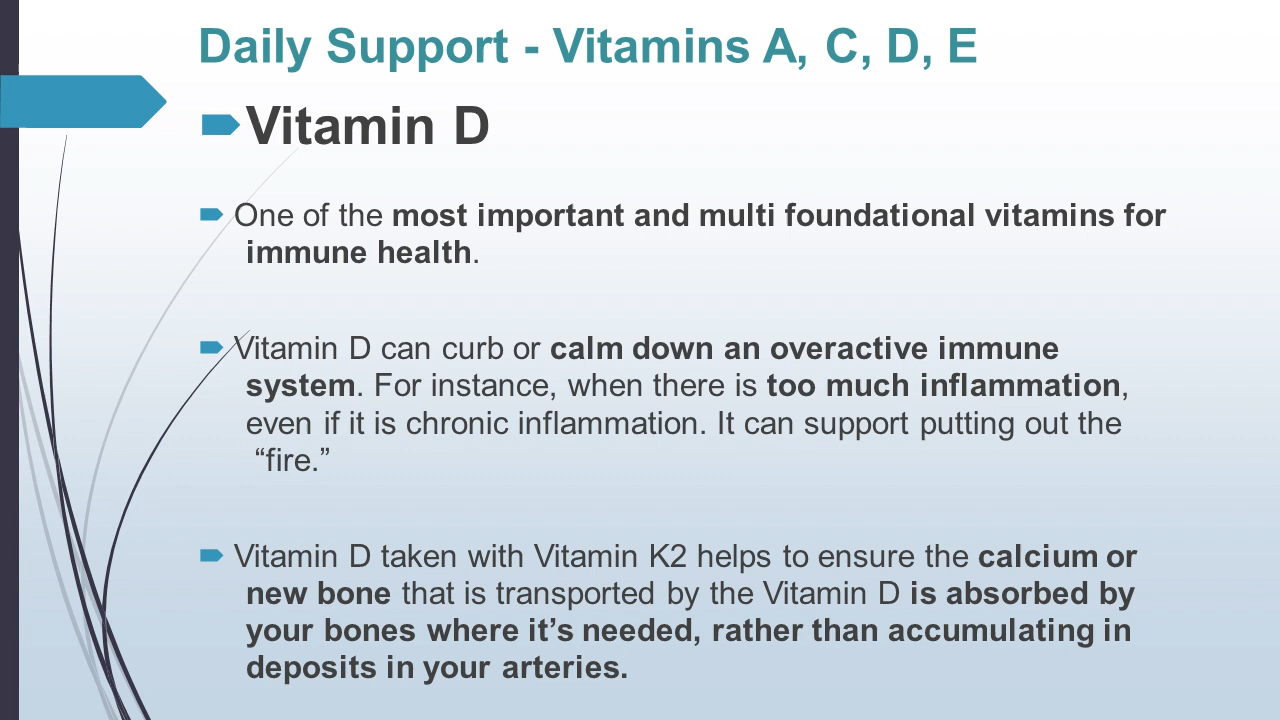 Daily Support - Vitamins A, C, D, E
Vitamin D
One of the most important and multi foundational vitamins for
immune health.
Vitamin D can curb or calm down an overactive immune
system. For instance, when there is too much inflammation,
even if it is chronic inflammation. It can support putting out the
“fire.”
Vitamin D taken with Vitamin K2 helps to ensure the calcium or
new bone that is transported by the Vitamin D is absorbed by
your bones where it’s needed, rather than accumulating in
deposits in your arteries.